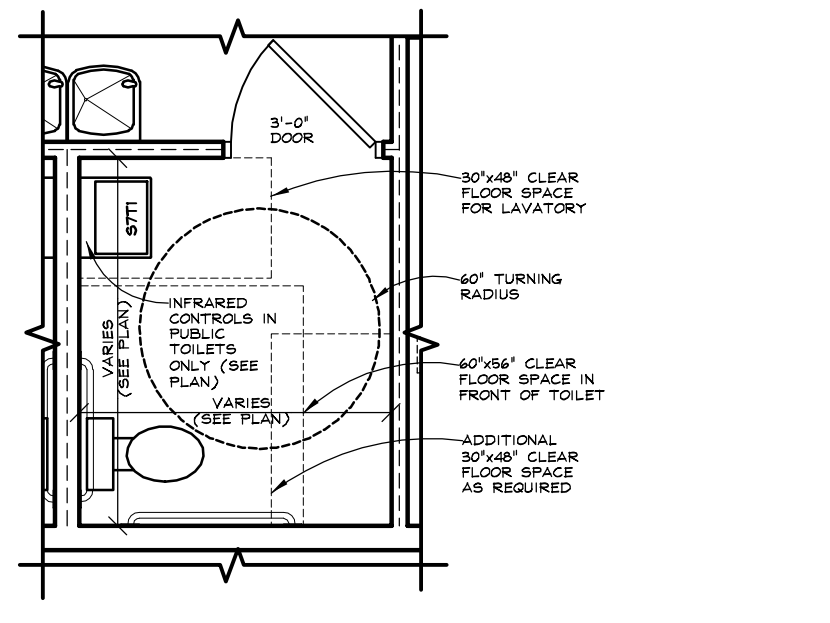 3'-0"
DOOR
30"x48" CLEAR
FLOOR SPACE
FOR LAVATORY
S7T1
60" TURNING
RADIUS
INFRARED
CONTROLS IN
PUBLIC
TOILETS
ONLY (SEE
PLAN)
VARIES
(SEE PLAN)
60"x56" CLEAR
FLOOR SPACE IN
FRONT OF TOILET
VARIES
(SEE PLAN)
ADDITIONAL
30"x48" CLEAR
FLOOR SPACE
AS REQUIRED